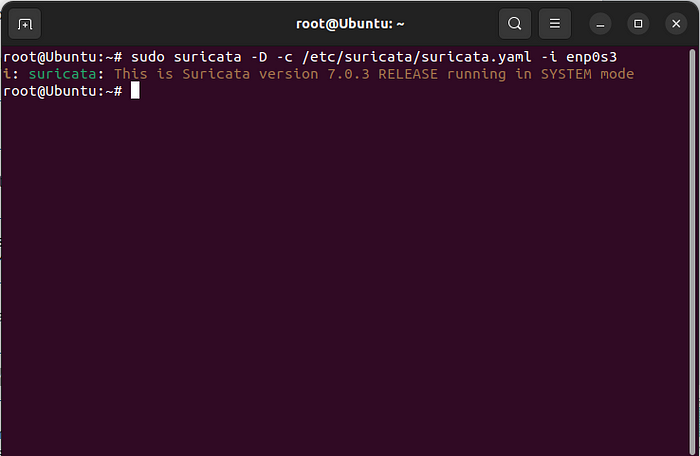 root@Ubuntu: ~
root@Ubuntu:~# sudo suricata -D -c /etc/suricata/suricata.yaml -i enp0s3
i: suricata: This is Suricata version 7.0.3 RELEASE running in SYSTEM mode
root@Ubuntu:~#